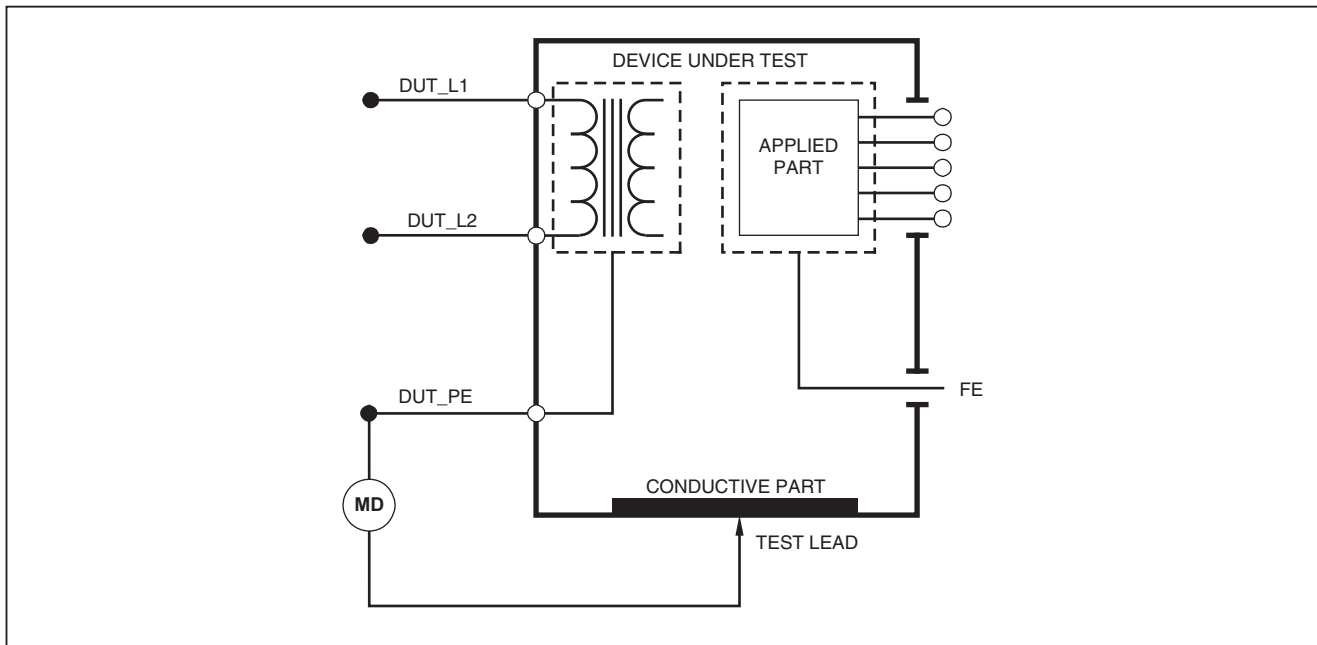 DEVICE UNDER TEST
DUT_L1
APPLIED
PART
DUT_L2
DUT_PE
FE
CONDUCTIVE PART
MD
TEST LEAD